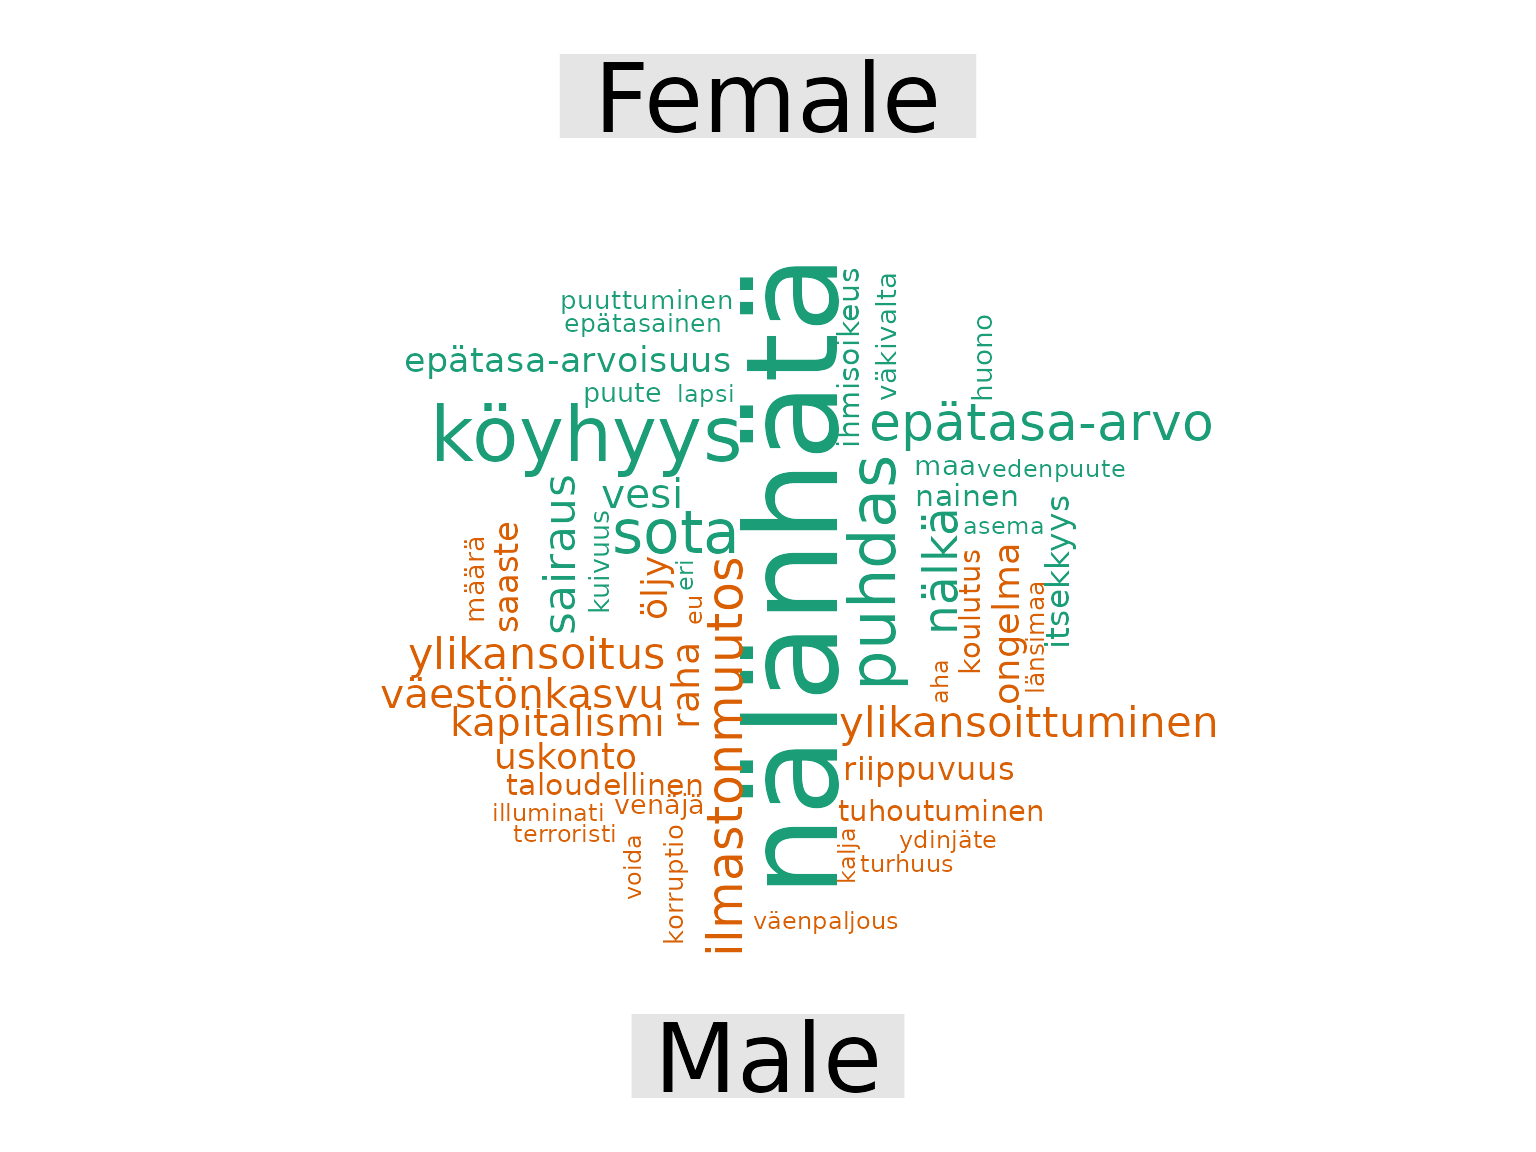 Female
puuttuminen
epätasainen
epätasa-arvoisuus
puute
lapsi
köyhyys
nälänhätä
ihmisoikeus
väkivalta
huono
epätasa-arvo
maa
vedenpuute
nainen
asema
puhdas
nälkä
itsekkyys
vesi
sota
sairaus
kuivuus
eri
määrä
saaste
öljy
eu
ilmastonmuutos
koulutus
ongelma
länsimaa
aha
ylikansoitus
väestönkasvu
raha
kapitalismi
ylikansoittuminen
uskonto
riippuvuus
taloudellinen
venäjä
illuminati
terroristi
tuhoutuminen
ydinjäte
kalja
turhuus
voida
korruptio
väenpaljous
Male